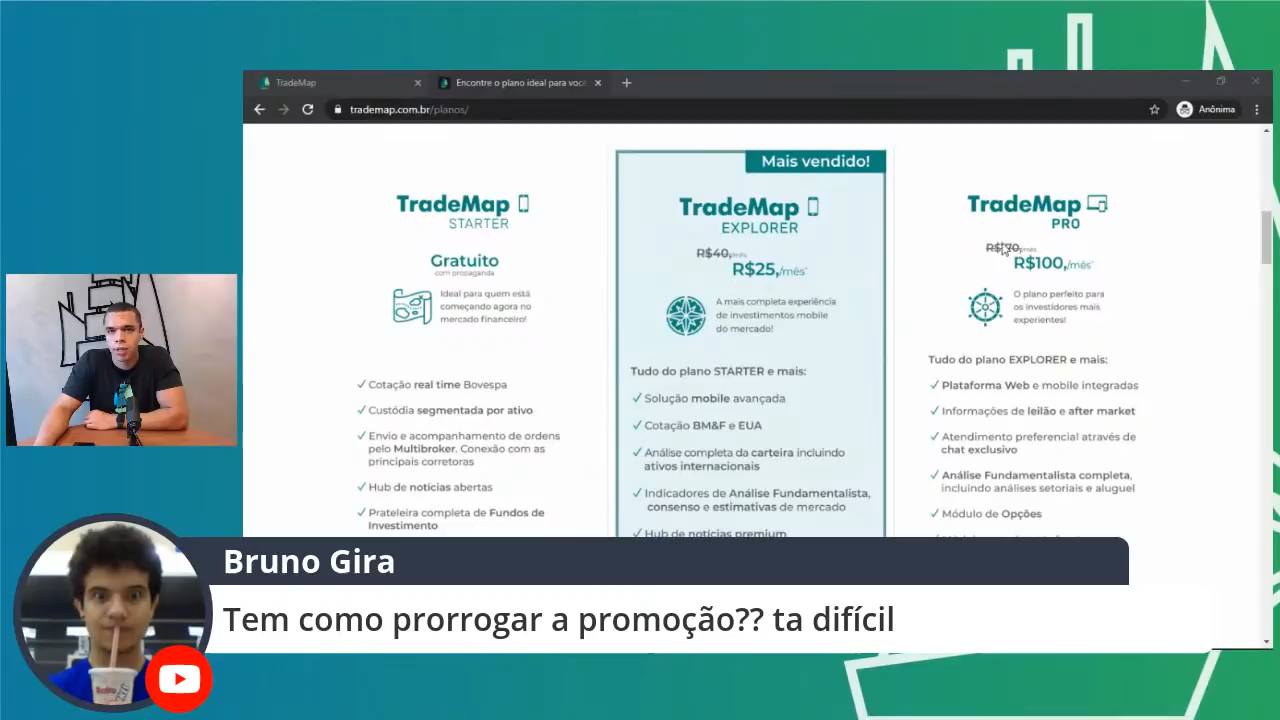 TradeMap
Encontre o plano ideal para você
trademap.com.br/planos/
Anônima
Mais vendido!
TradeMap
STARTER
Gratuito
com propaganda
Ideal para quem está
começando agora no
mercado financeiro!
✓ Cotação real time Bovespa
✓ Custódia segmentada por ativo
✓ Envio e acompanhamento de ordens
pelo Multibroker. Conexão com as
principais corretoras
✓ Hub de notícias abertas
✓ Prateleira completa de Fundos de
Investimento
TradeMap
EXPLORER
R$40,/mês
R$25,/mês*
A mais completa experiência
de investimentos mobile
do mercado!
Tudo do plano STARTER e mais:
✓ Solução mobile avançada
✓ Cotação BM&F e EUA
✓ Análise completa da carteira incluindo
ativos internacionais
✓ Indicadores de Análise Fundamentalista,
consenso e estimativas de mercado
✓ Hub de notícias premium
TradeMap
PRO
R$100,/mês*
O plano perfeito para
os investidores mais
experientes!
Tudo do plano EXPLORER e mais:
✓ Plataforma Web e mobile integradas
✓ Informações de leilão e after market
✓ Atendimento preferencial através de
chat exclusivo
✓ Análise Fundamentalista completa,
incluindo análises setoriais e aluguel
✓ Módulo de Opções
Bruno Gira
Tem como prorrogar a promoção?? ta difícil